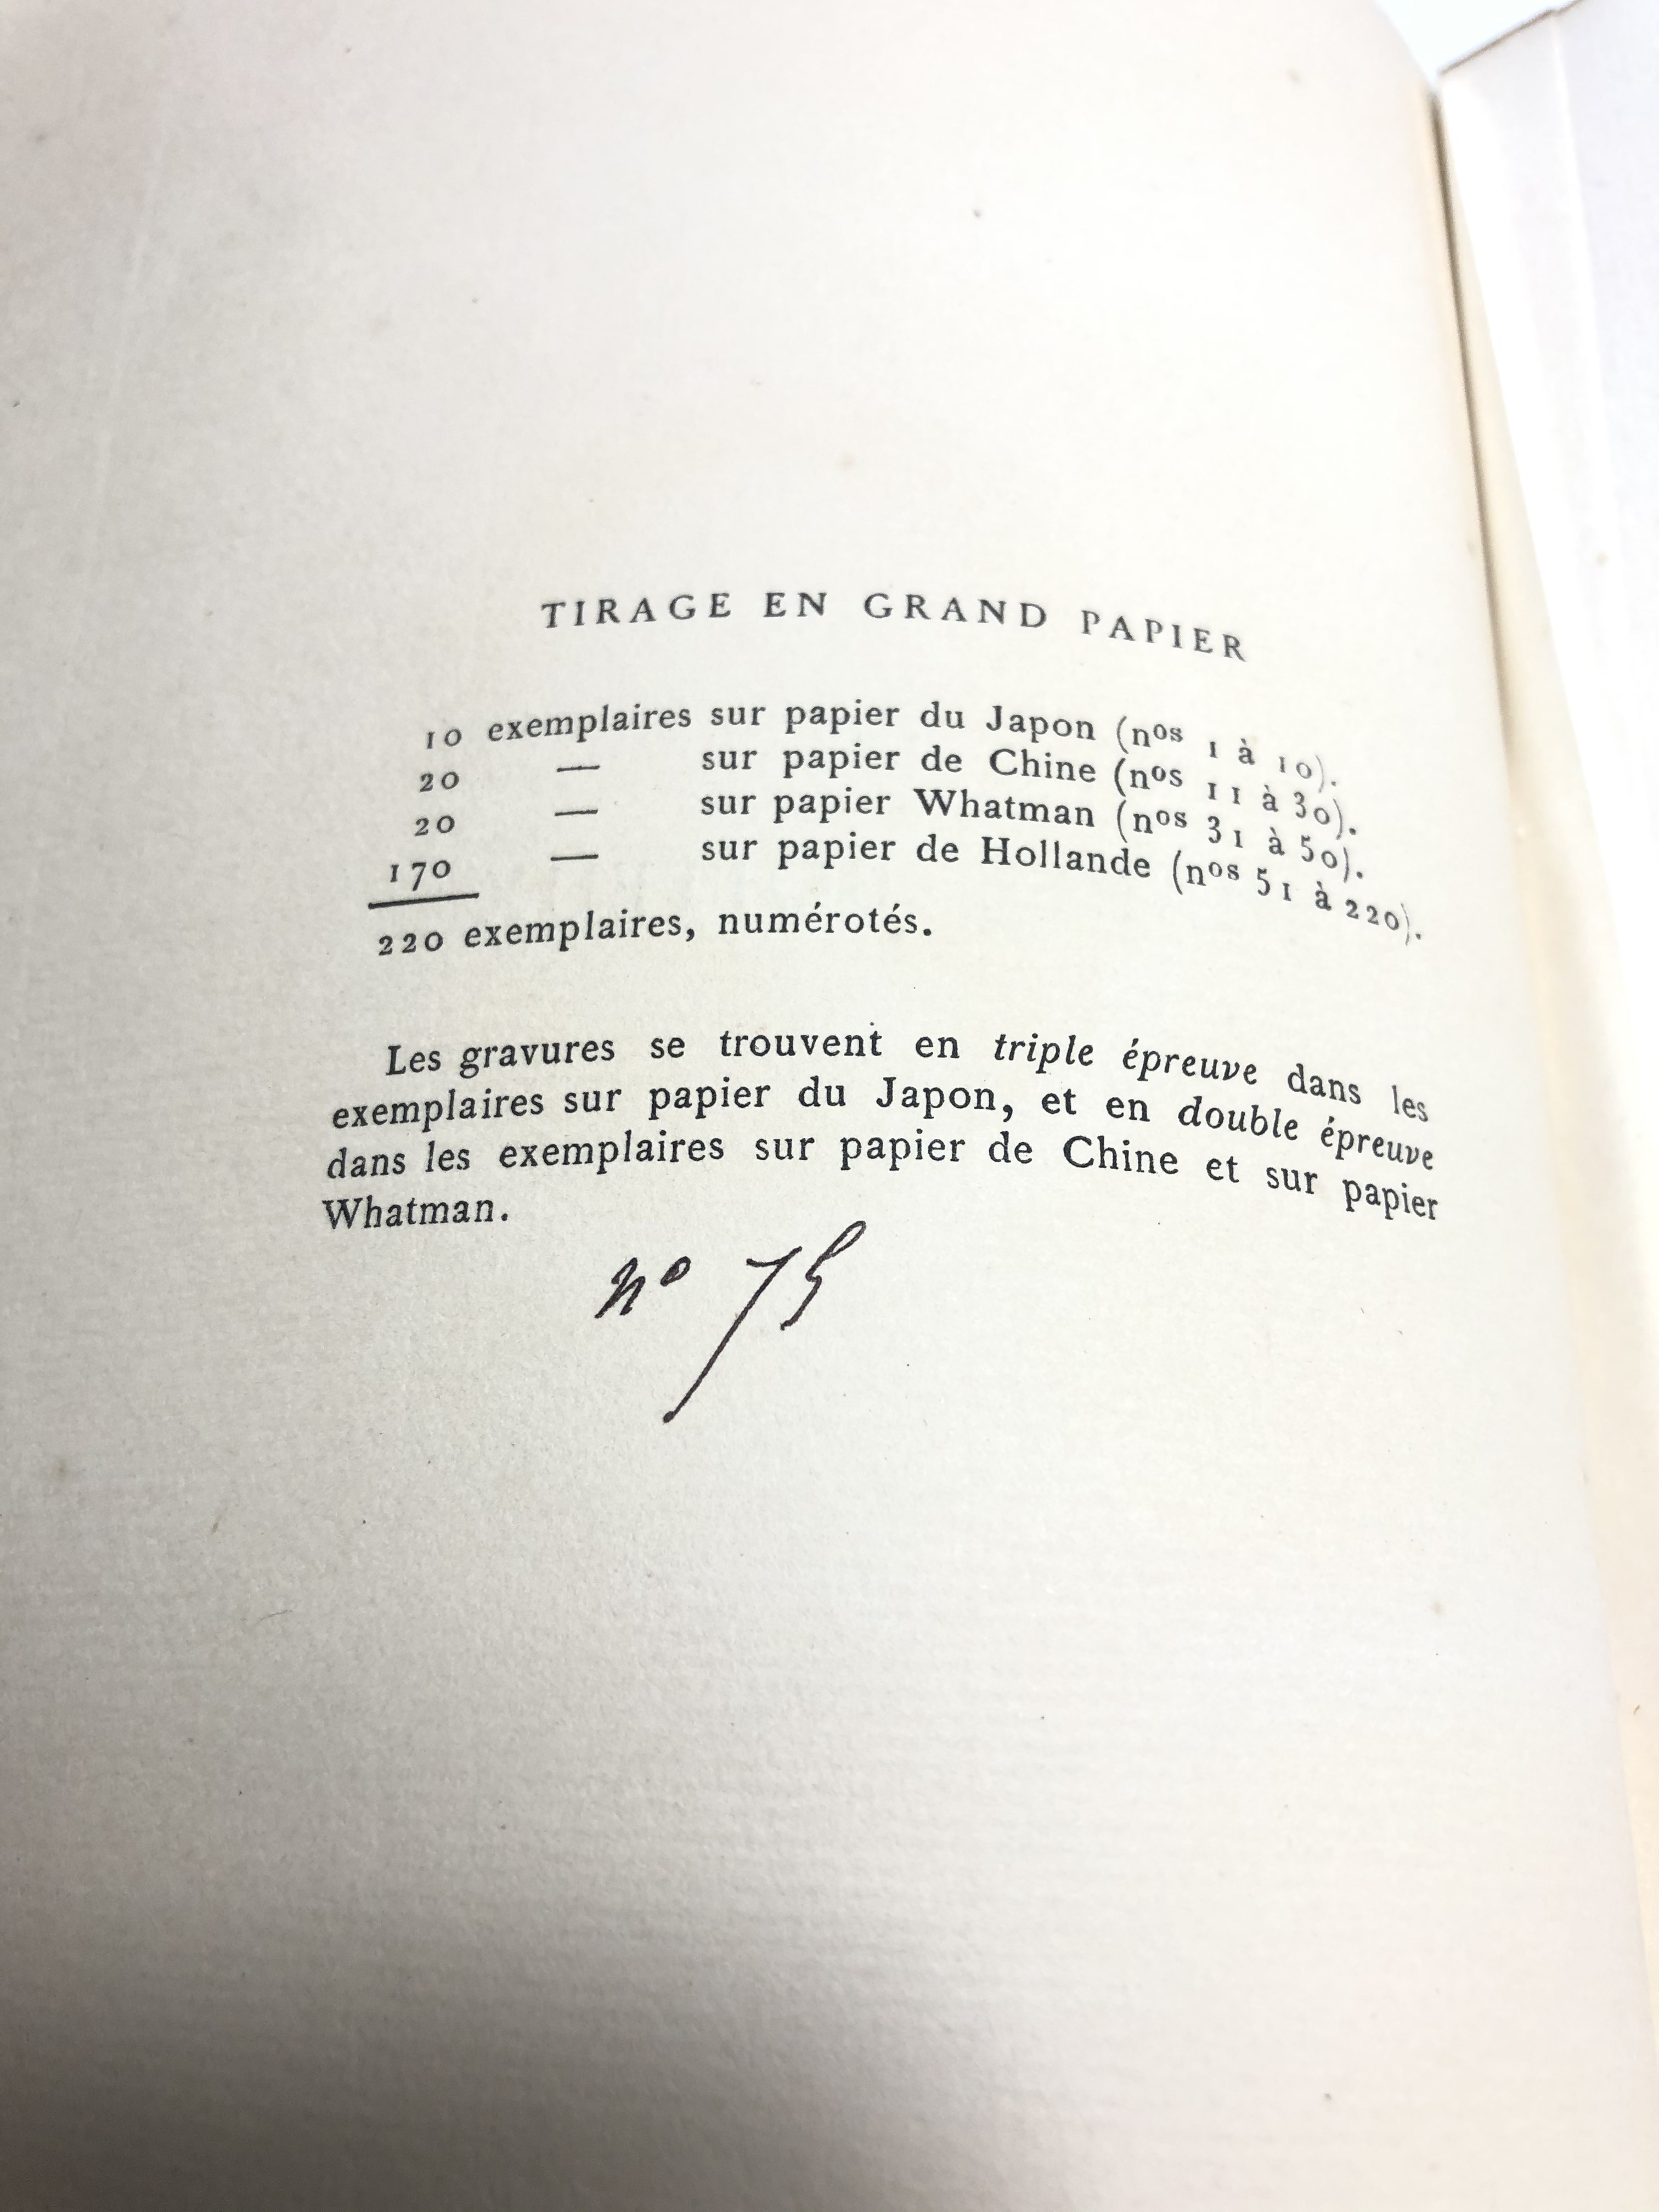 TIRAGE EN GRAND PAPIER
10 exemplaires sur papier du Japon (nos 1 à 10).
20 — sur papier de Chine (nos 11 à 30).
20 — sur papier Whatman (nos 31 à 50).
170 — sur papier de Hollande (nos 51 à 220).
220 exemplaires, numérotés.
Les gravures se trouvent en triple épreuve dans les
exemplaires sur papier du Japon, et en double épreuve
dans les exemplaires sur papier de Chine et sur papier
Whatman.
no 75